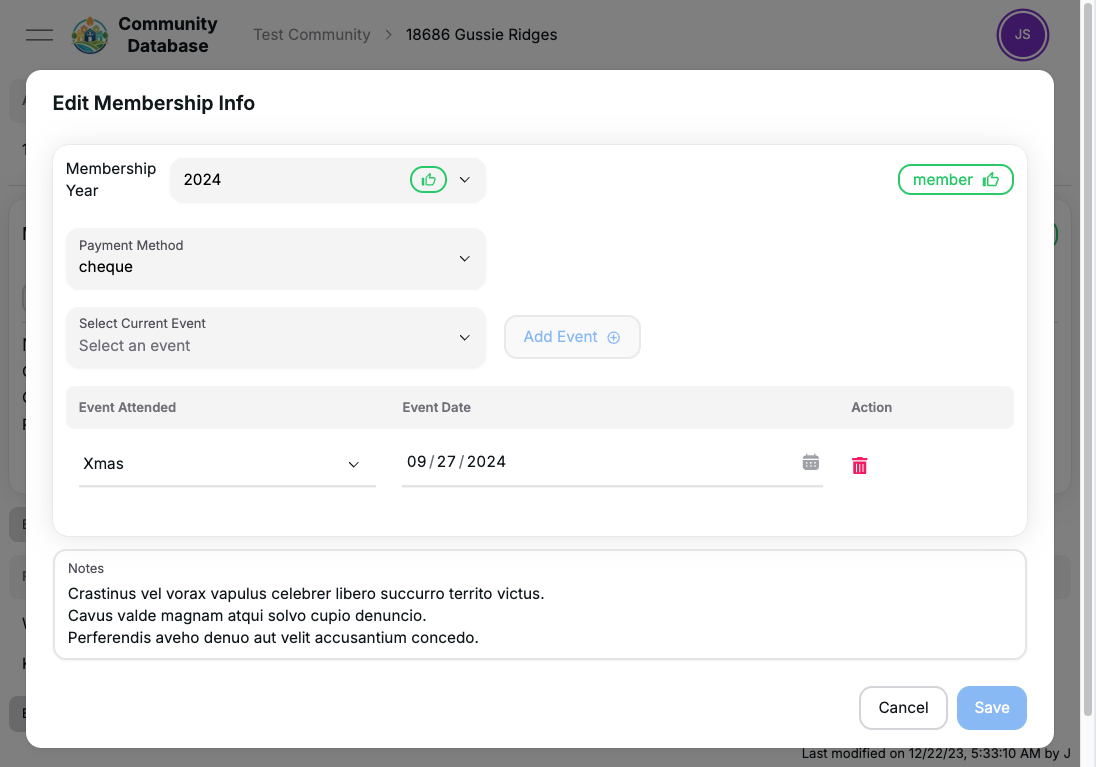 Community
Database
Test Community
18686 Gussie Ridges
JS
Edit Membership Info
Membership
Year
2024
member
Payment Method
cheque
Select Current Event
Select an event
Add Event
Event Attended
Event Date
Action
Xmas
09/27/2024
Notes
Crastinus vel vorax vapulus celebrer libero succurro territo victus.
Cavus valde magnam atqui solvo cupio denuncio.
Perferendis aveho denuo aut velit accusantium concedo.
Cancel
Save
Last modified on 12/22/23, 5:33:10 AM by J